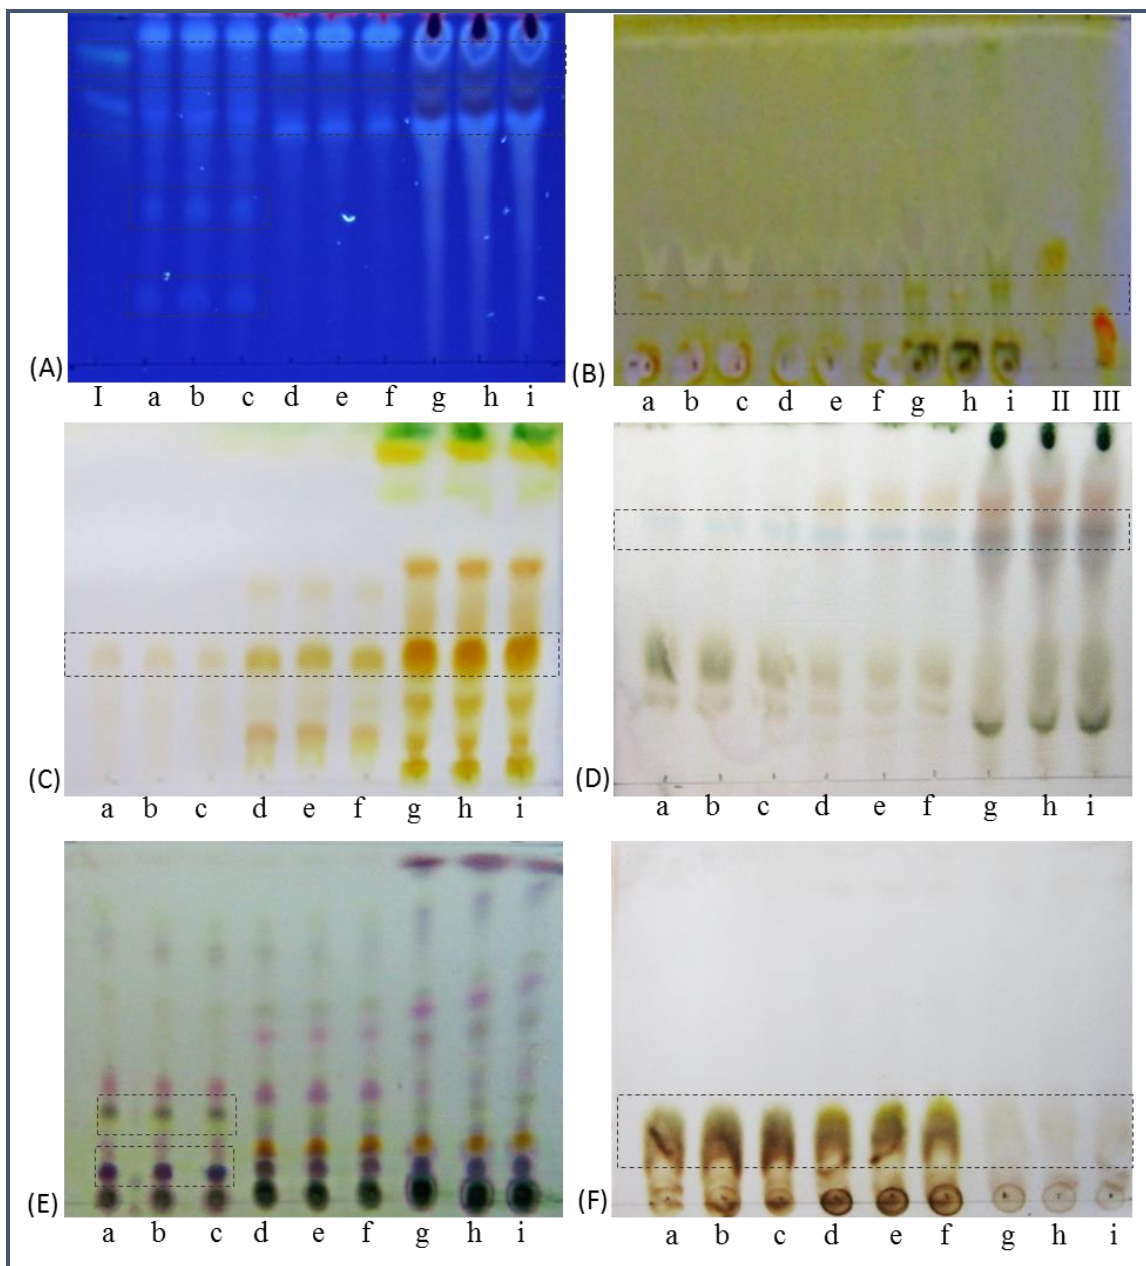 (A)
I a b c d e f g h i
(B)
a b c d e f g h i II III
(C)
a b c d e f g h i
(D)
a b c d e f g h i
(E)
a b c d e f g h i
(F)
a b c d e f g h i